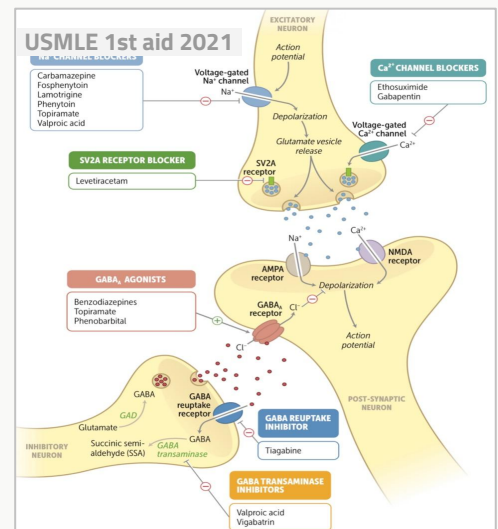 USMLE 1st aid 2021
Na⁺ CHANNEL BLOCKERS
Carbamazepine
Fosphenytoin
Lamotrigine
Phenytoin
Topiramate
Valproic acid
EXCITATORY
NEURON
Action
potential
Voltage-gated
Na⁺ channel
Na⁺
Depolarization
Glutamate vesicle
release
Ca²⁺ CHANNEL BLOCKERS
Ethosuximide
Gabapentin
Voltage-gated
Ca²⁺ channel
Ca²⁺
SV2A RECEPTOR BLOCKER
Levetiracetam
SV2A
receptor
Na⁺
Ca²⁺
AMPA
receptor
NMDA
receptor
Depolarization
Action
potential
GABA_A AGONISTS
Benzodiazepines
Topiramate
Phenobarbital
GABA_A
receptor
Cl⁻
Cl⁻
POST-SYNAPTIC
NEURON
GABA
GAD
Glutamate
GABA
reuptake
receptor
GABA
Succinic semi-
aldehyde (SSA)
GABA
transaminase
INHIBITORY
NEURON
GABA REUPTAKE
INHIBITOR
Tiagabine
GABA TRANSAMINASE
INHIBITORS
Valproic acid
Vigabatrin